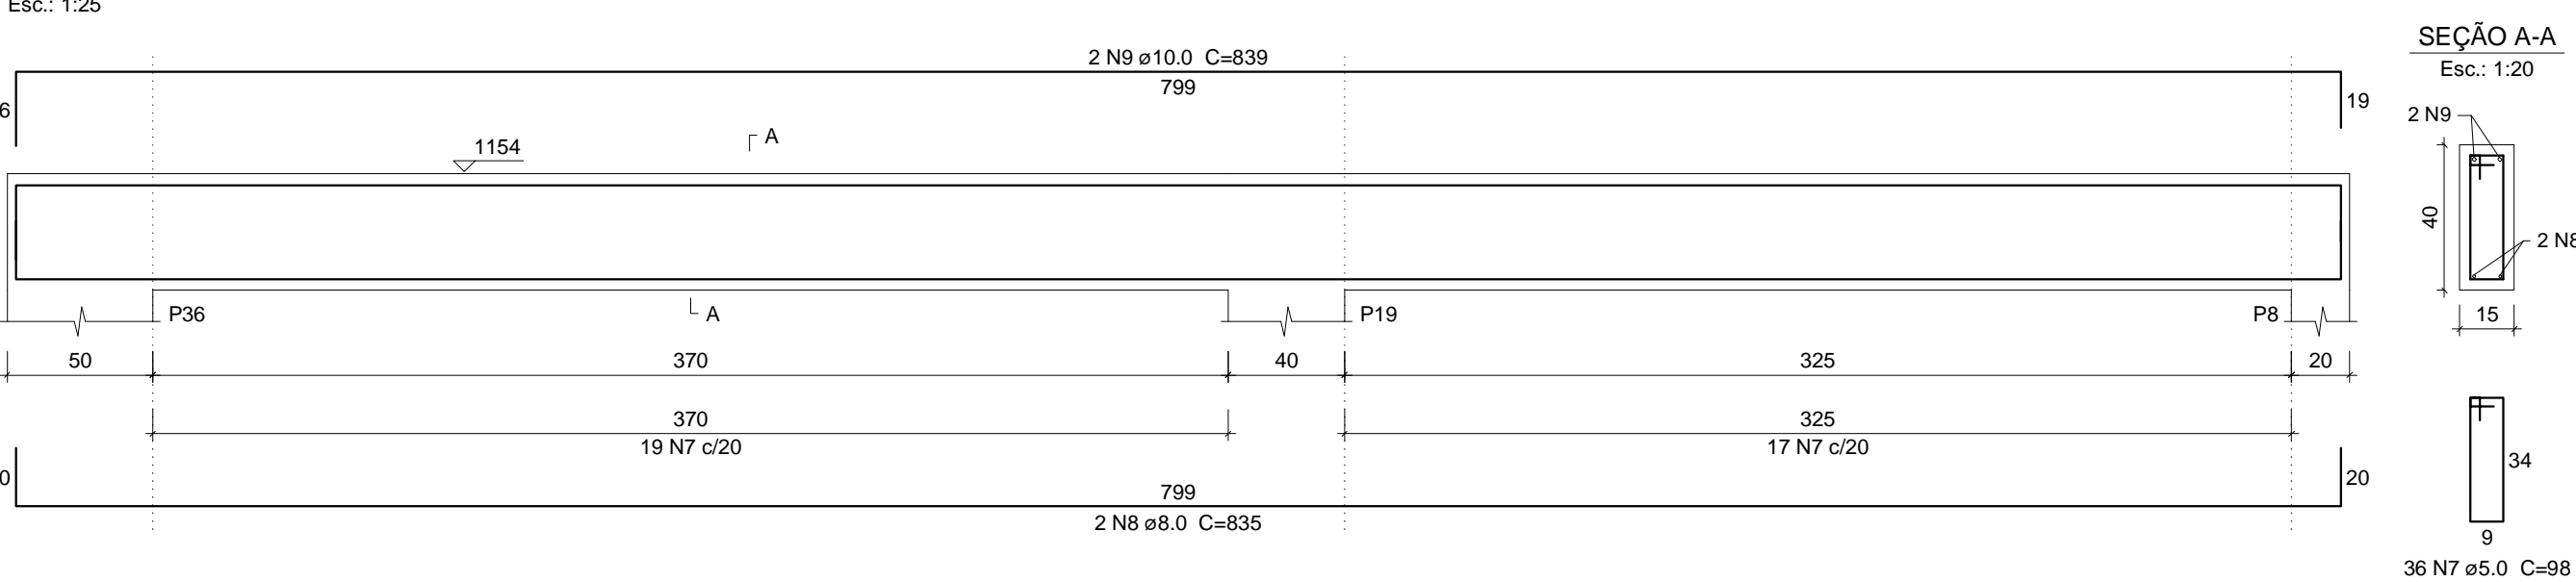 Esc.: 1:25
SEÇÃO A-A
Esc.: 1:20
2 N9 ø10.0 C=839
799
6
19
A
1154
2 N9
40
2 N8
15
P36
A
P19
P8
50
370
40
325
20
370
19 N7 c/20
325
17 N7 c/20
0
799
20
2 N8 ø8.0 C=835
34
9
36 N7 ø5.0 C=98